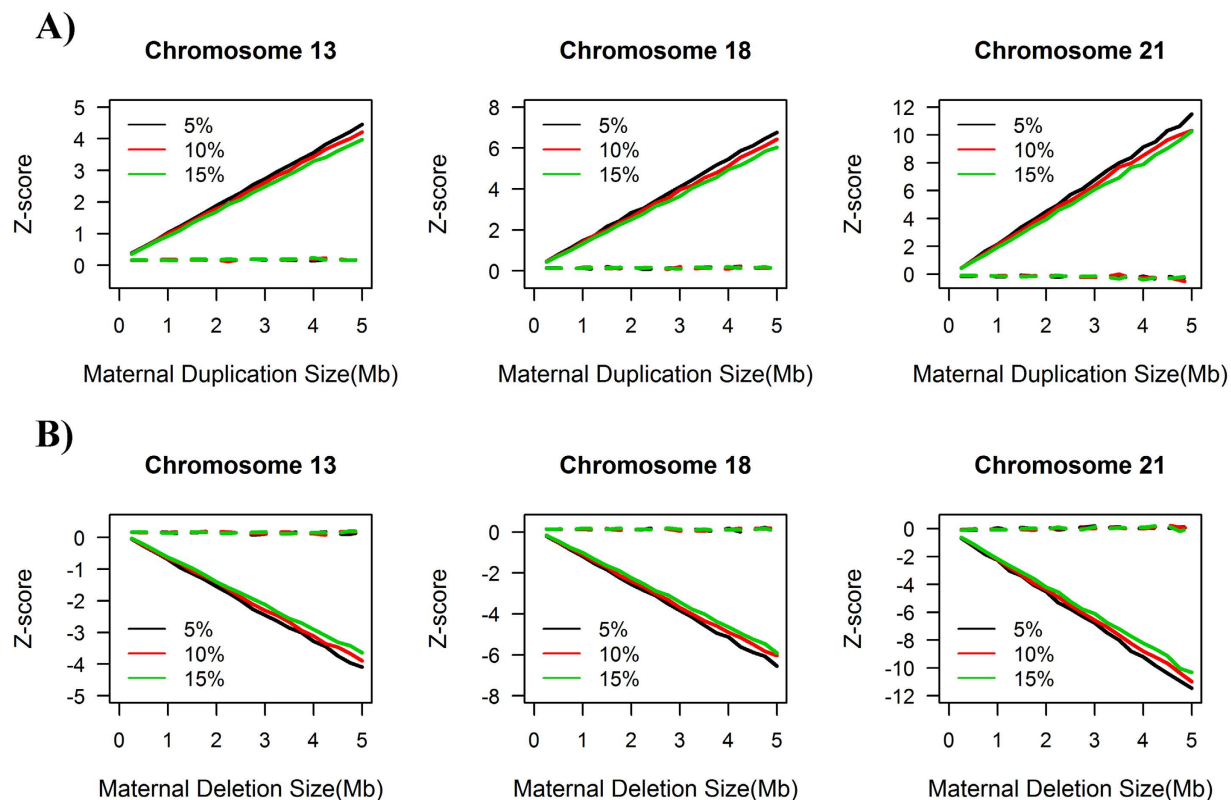 A)
Chromosome 13
Chromosome 18
Chromosome 21
Z-score
5
4
3
2
1
0
5%
10%
15%
0 1 2 3 4 5
Maternal Duplication Size(Mb)
Z-score
8
6
4
2
0
5%
10%
15%
0 1 2 3 4 5
Maternal Duplication Size(Mb)
Z-score
12
10
8
6
4
2
0
5%
10%
15%
0 1 2 3 4 5
Maternal Duplication Size(Mb)
B)
Chromosome 13
Chromosome 18
Chromosome 21
Z-score
0
-1
-2
-3
-4
-5
5%
10%
15%
0 1 2 3 4 5
Maternal Deletion Size(Mb)
Z-score
0
-2
-4
-6
-8
5%
10%
15%
0 1 2 3 4 5
Maternal Deletion Size(Mb)
Z-score
0
-2
-4
-6
-8
-10
-12
5%
10%
15%
0 1 2 3 4 5
Maternal Deletion Size(Mb)